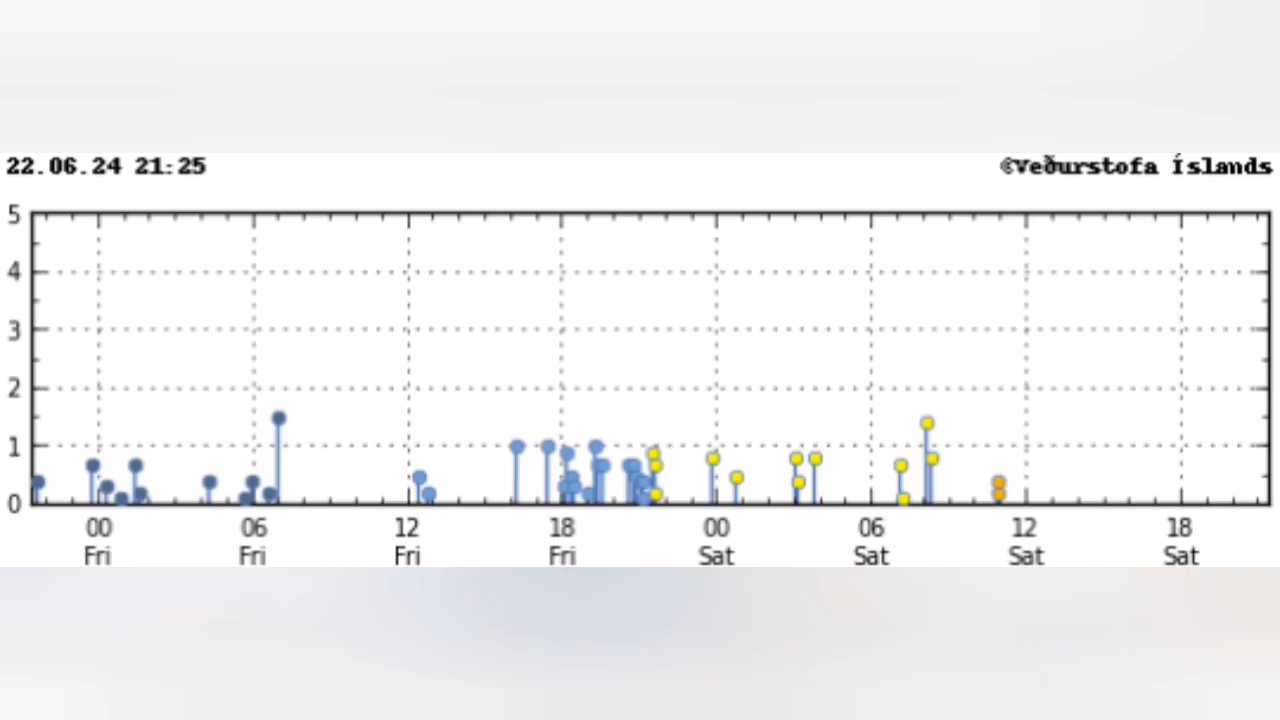 22.06.24 21:25
©Veðurstofa Íslands
5
4
3
2
1
0
00 06 12 18 00 06 12 18
Fri Fri Fri Fri Sat Sat Sat Sat